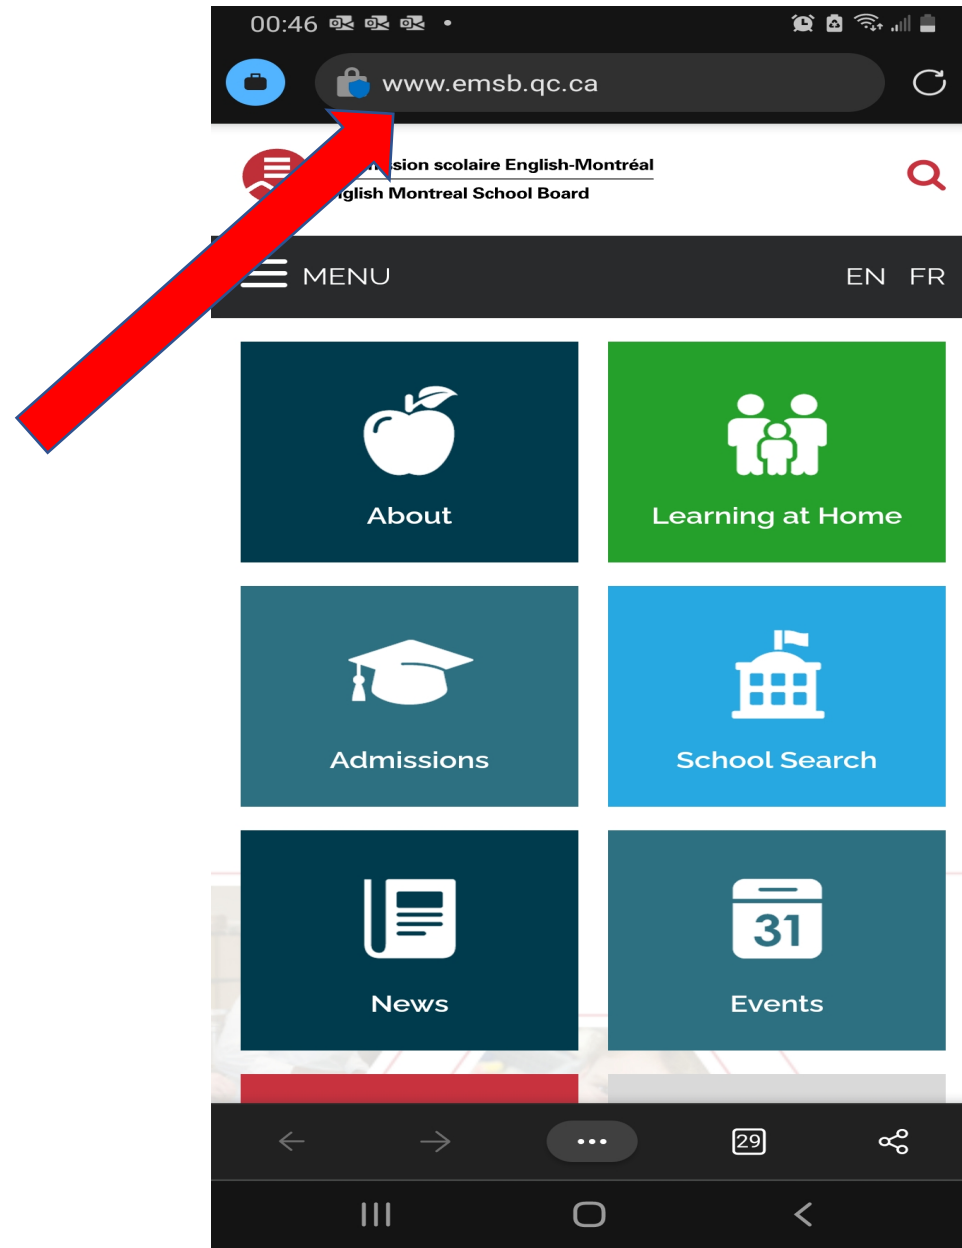 00:46
www.emsb.qc.ca
scolaire English-Montréal
Montreal School Board
MENU EN FR
About
Learning at Home
Admissions
School Search
31
News
Events
29